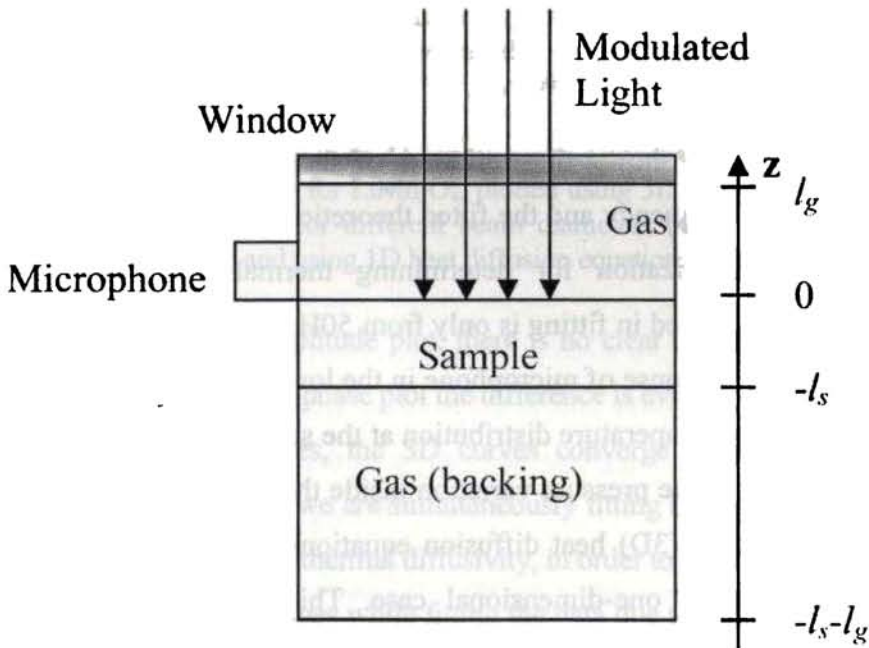 Modulated
Light
Window
z
l_g
Gas
Microphone
0
Sample
-l_s
Gas (backing)
-l_s-l_g